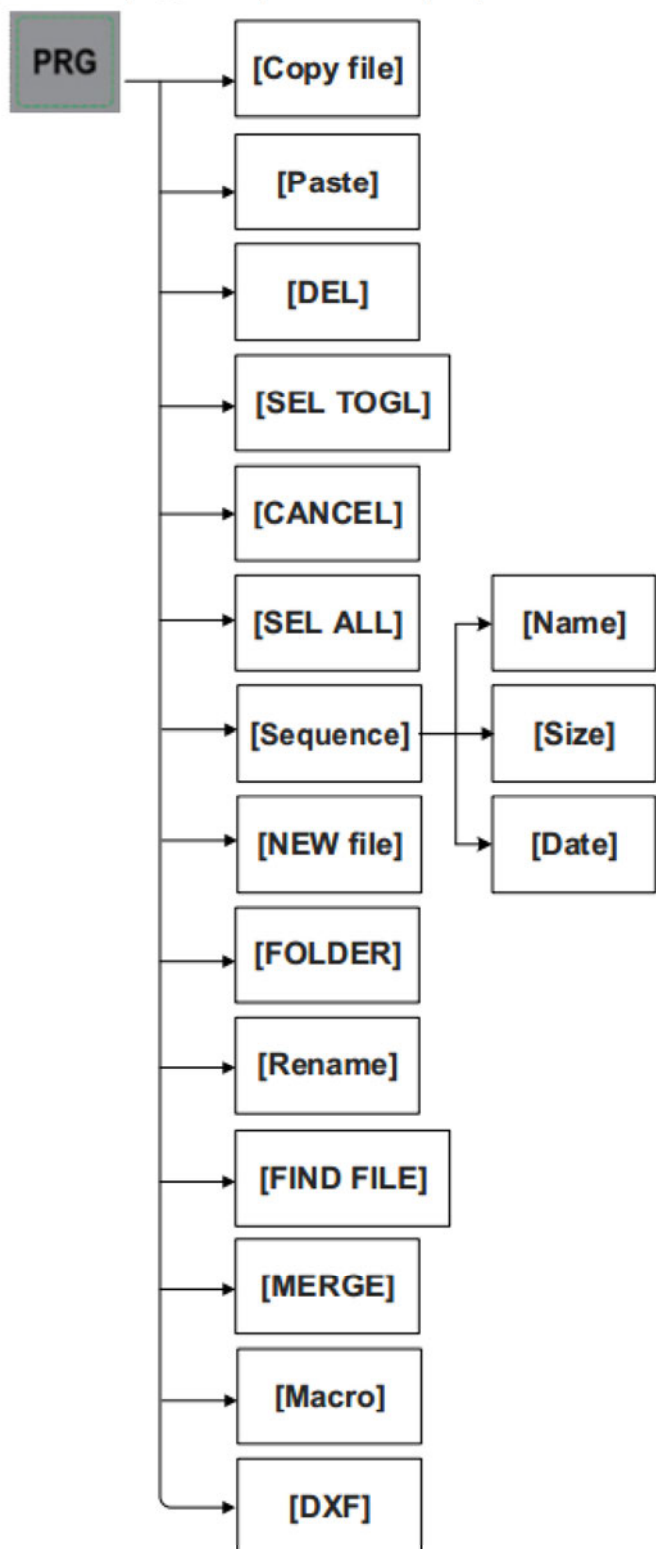 PRG
[Copy file]
[Paste]
[DEL]
[SEL TOGL]
[CANCEL]
[SEL ALL]
[Sequence]
[Name]
[Size]
[Date]
[NEW file]
[FOLDER]
[Rename]
[FIND FILE]
[MERGE]
[Macro]
[DXF]